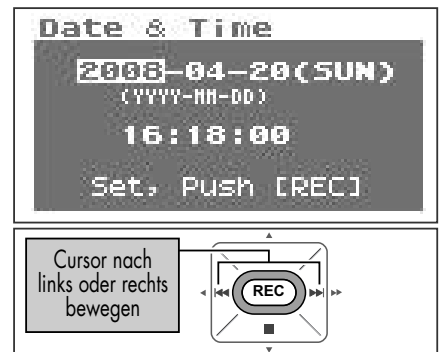 Date & Time
2008-04-20(SUN)
(YYYY-MM-DD)
16:18:00
Set, Push [REC]
Cursor nach
links oder rechts
bewegen
REC